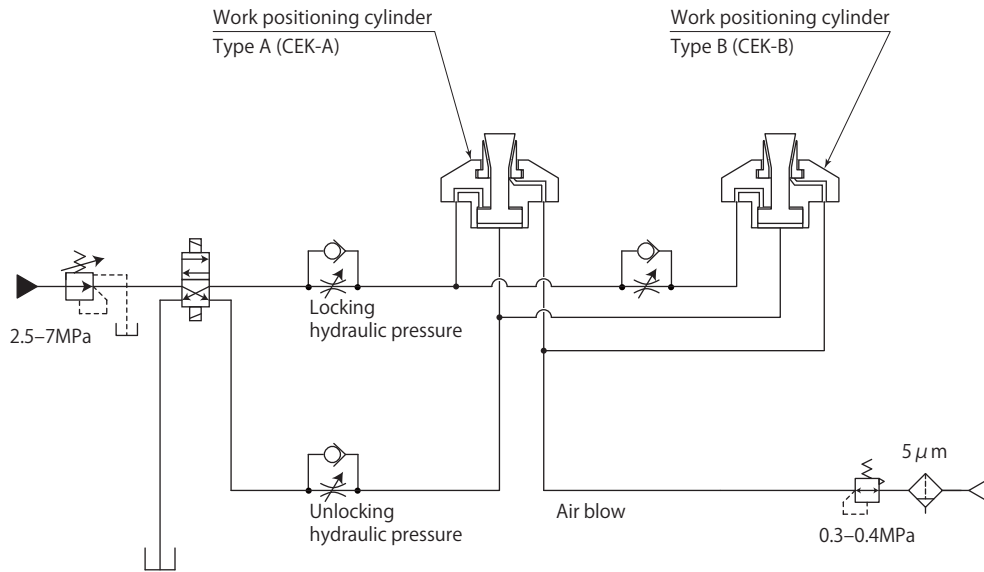 Work positioning cylinder
Type A (CEK-A)
Work positioning cylinder
Type B (CEK-B)
2.5–7MPa
Locking
hydraulic pressure
Unlocking
hydraulic pressure
Air blow
5 μ m
0.3–0.4MPa